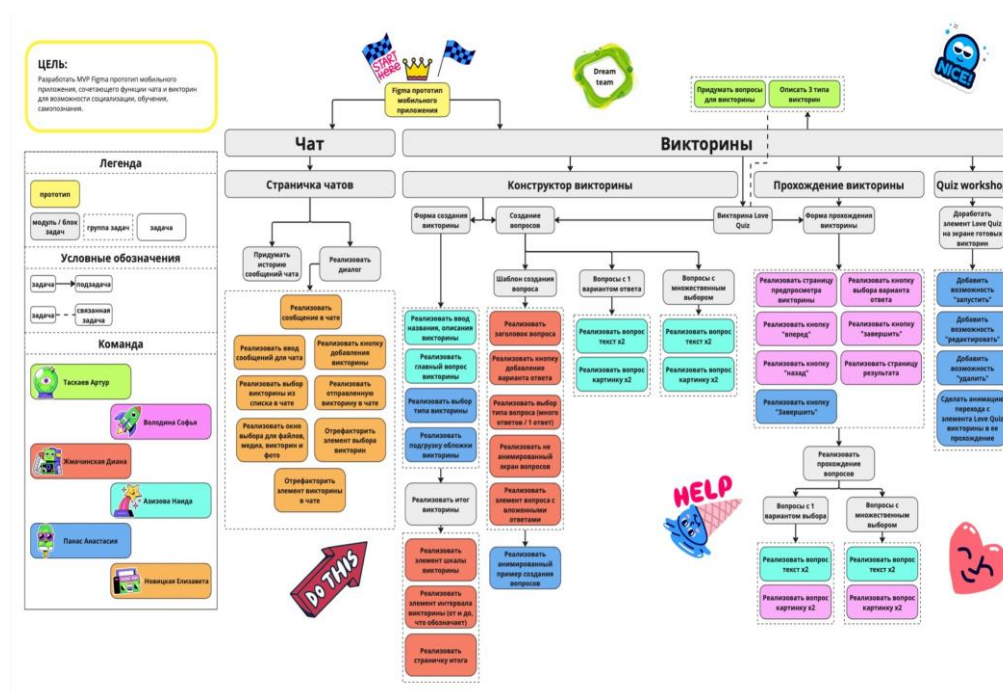 ЦЕЛЬ:
Разработать MVP Figma прототип мобильного
приложения, сочетающего функции чата и викторин
для возможности социализации, обучения,
самопознания.
START
HERE
Figma прототип
мобильного
приложения
Dream
team
Придумать вопросы
для викторины
Описать 3 типа
викторин
NICE!
Легенда
прототип
модуль / блок
задач
группа задач
задача
Условные обозначения
задача
подзадача
задача
связанная
задача
Команда
Таскаев Артур
Володина Софья
Жмачинская Диана
Азизова Наида
Панас Анастасия
Новицкая Елизавета
Чат
Страничка чатов
Придумать
историю
сообщений чата
Реализовать
диалог
Реализовать
сообщение в чате
Реализовать ввод
сообщений для чата
Реализовать кнопку
добавления
викторины
Реализовать выбор
викторины из
списка в чате
Реализовать
отправленную
викторину в чате
Реализовать окно
выбора для файлов,
медиа, викторин и
фото
Отрефакторить
элемент выбора
викторин
Отрефакторить
элемент викторины
в чате
DO THIS
Викторины
Конструктор викторины
Форма создания
викторины
Создание
вопросов
Викторина Love
Quiz
Реализовать ввод
названия, описания
викторины
Реализовать
главный вопрос
викторины
Реализовать выбор
типа викторины
Реализовать
подгрузку обложки
викторины
Реализовать итог
викторины
Реализовать
элемент шкалы
викторины
Реализовать
элемент интервала
викторины (от и до,
что обозначает)
Реализовать
страничку итога
Шаблон создания
вопроса
Реализовать
заголовок вопроса
Реализовать кнопку
добавления
варианта ответа
Реализовать выбор
типа вопроса (много
ответов / 1 ответ)
Реализовать не
анимированный
экран вопросов
Реализовать
элемент вопроса с
вложенными
ответами
Реализовать
анимированный
пример создания
вопросов
Вопросы с 1
вариантом ответа
Реализовать вопрос
текст x2
Реализовать вопрос
картинку x2
Вопросы с
множественным
выбором
Реализовать вопрос
текст x2
Реализовать вопрос
картинку x2
HELP
Прохождение викторины
Форма прохождения
викторины
Реализовать страницу
предпросмотра
викторины
Реализовать кнопку
выбора варианта
ответа
Реализовать кнопку
"вперед"
Реализовать кнопку
"завершить"
Реализовать кнопку
"назад"
Реализовать страницу
результата
Реализовать кнопку
"Завершить"
Реализовать
прохождение
вопросов
Вопросы с 1
вариантом выбора
Вопросы с
множественным
выбором
Реализовать вопрос
текст x2
Реализовать вопрос
текст x2
Реализовать вопрос
картинку x2
Реализовать вопрос
картинку x2
Quiz workshop
Доработать
элемент Love Quiz
на экране готовых
викторин
Добавить
возможность
"запустить"
Добавить
возможность
"редактировать"
Добавить
возможность
"удалить"
Сделать анимацию
перехода с
элемента Love Quiz
викторины в ее
прохождение